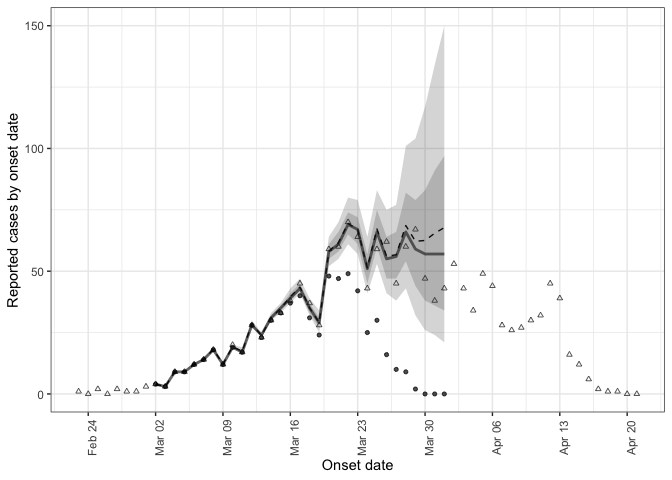 150
100
50
0
Reported cases by onset date
Feb 24
Mar 02
Mar 09
Mar 16
Mar 23
Mar 30
Apr 06
Apr 13
Apr 20
Onset date